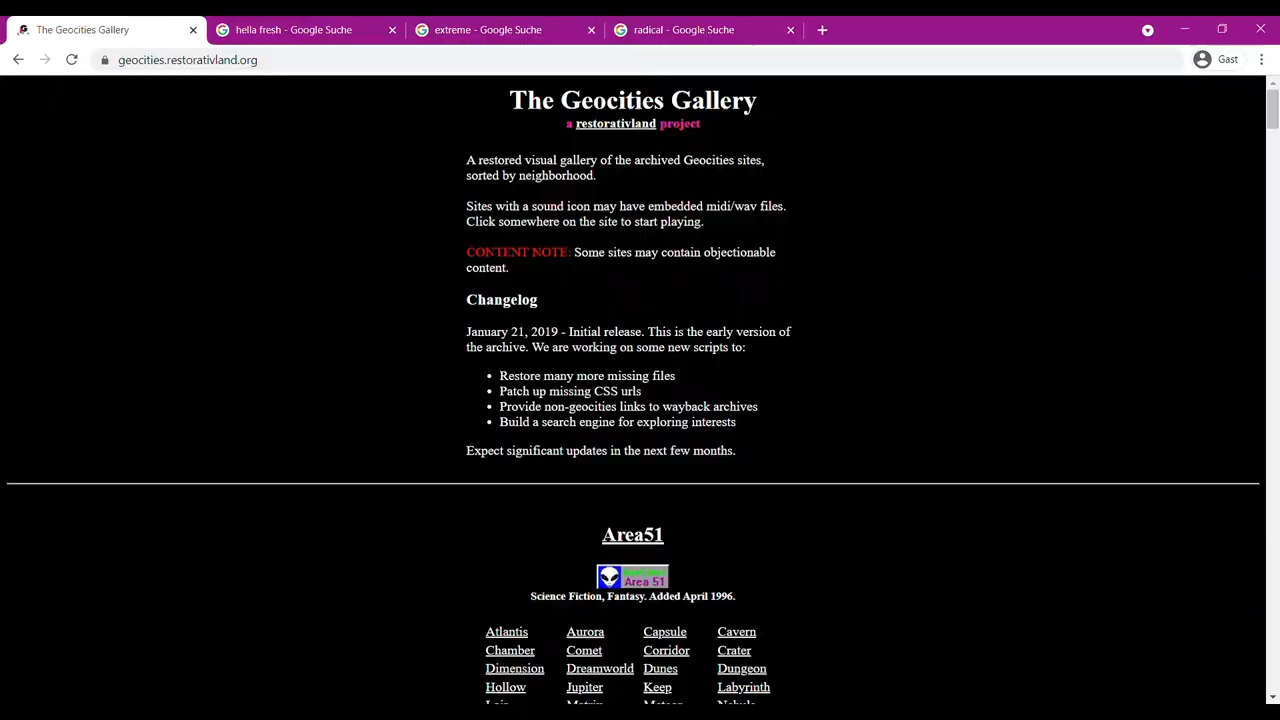 The Geocities Gallery
hella fresh - Google Suche
extreme - Google Suche
radical - Google Suche
geocities.restorativland.org
Gast
The Geocities Gallery
a restorativland project
A restored visual gallery of the archived Geocities sites,
sorted by neighborhood.
Sites with a sound icon may have embedded midi/wav files.
Click somewhere on the site to start playing.
CONTENT NOTE: Some sites may contain objectionable
content.
Changelog
January 21, 2019 - Initial release. This is the early version of
the archive. We are working on some new scripts to:
• Restore many more missing files
• Patch up missing CSS urls
• Provide non-geocities links to wayback archives
• Build a search engine for exploring interests
Expect significant updates in the next few months.
Area51
Area 51
Science Fiction, Fantasy. Added April 1996.
Atlantis Aurora Capsule Cavern
Chamber Comet Corridor Crater
Dimension Dreamworld Dunes Dungeon
Hollow Jupiter Keep Labyrinth